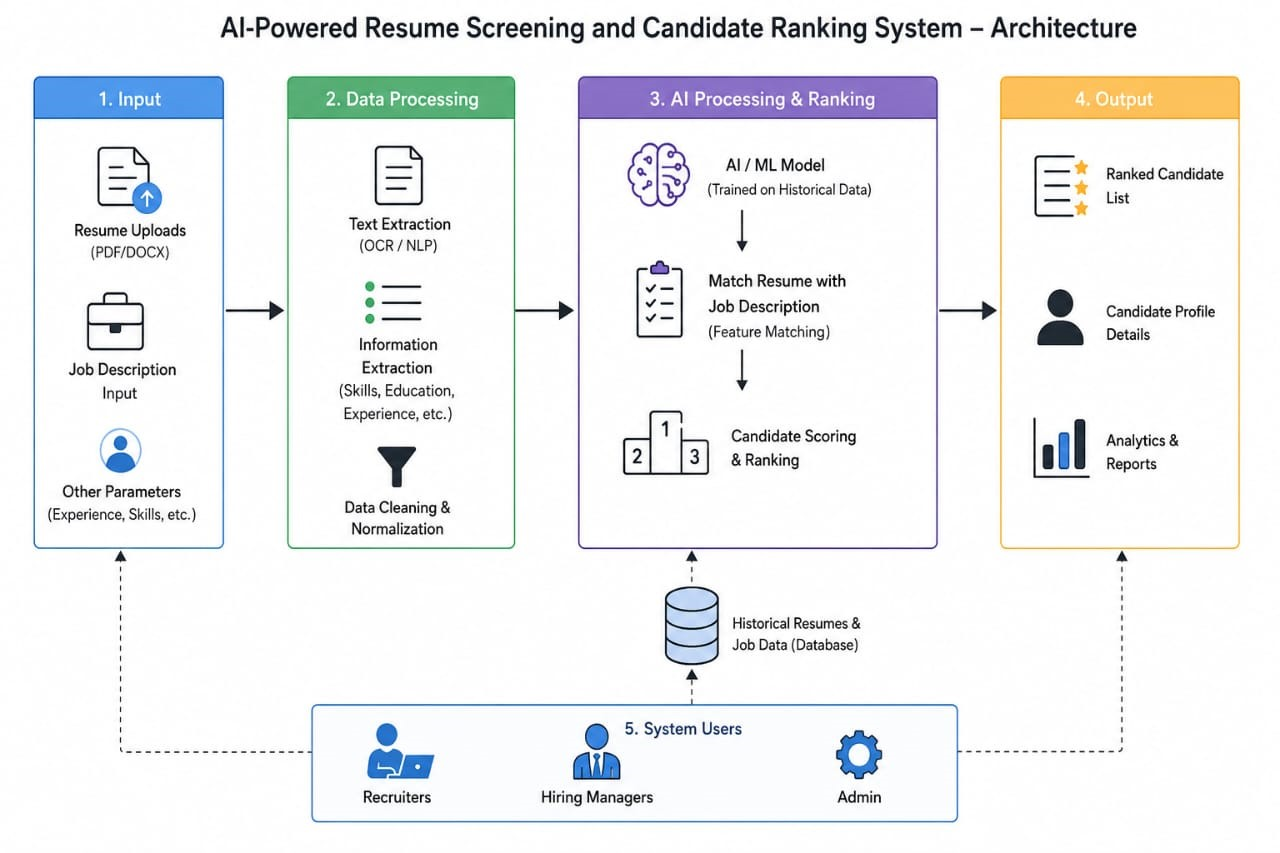 AI-Powered Resume Screening and Candidate Ranking System – Architecture
1. Input
Resume Uploads
(PDF/DOCX)
Job Description
Input
Other Parameters
(Experience, Skills, etc.)
2. Data Processing
Text Extraction
(OCR / NLP)
Information
Extraction
(Skills, Education,
Experience, etc.)
Data Cleaning &
Normalization
3. AI Processing & Ranking
AI / ML Model
(Trained on Historical Data)
Match Resume with
Job Description
(Feature Matching)
1
2 3
Candidate Scoring
& Ranking
4. Output
Ranked Candidate
List
Candidate Profile
Details
Analytics &
Reports
Historical Resumes &
Job Data (Database)
5. System Users
Recruiters
Hiring Managers
Admin